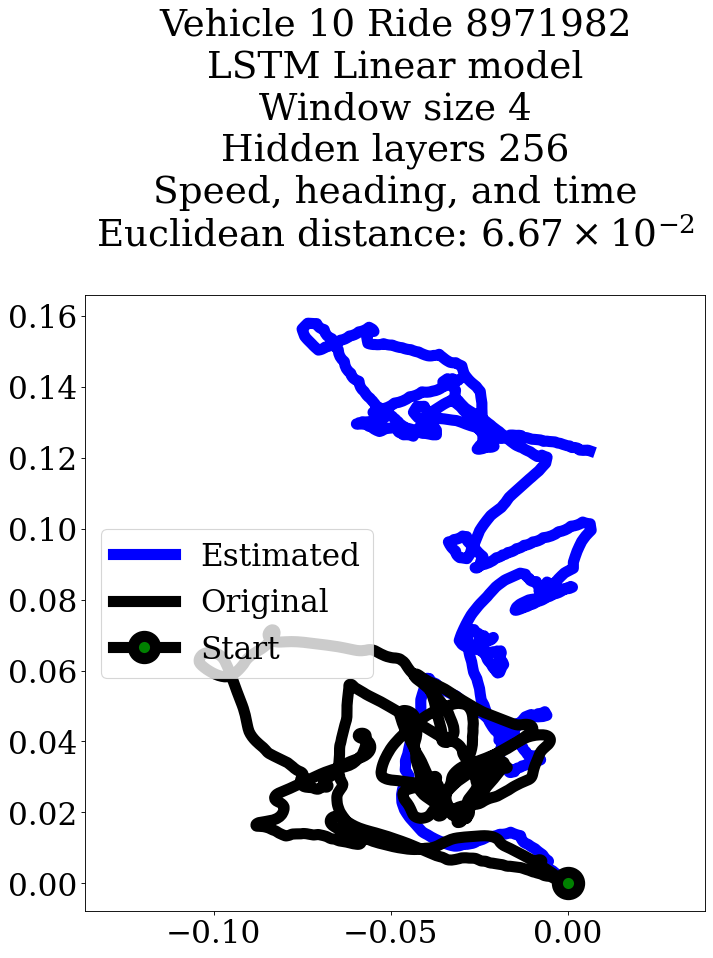 Vehicle 10 Ride 8971982
LSTM Linear model
Window size 4
Hidden layers 256
Speed, heading, and time
Euclidean distance: 6.67 × 10⁻²
0.16
0.14
0.12
0.10
0.08
0.06
0.04
0.02
0.00
Estimated
Original
Start
−0.10 −0.05 0.00